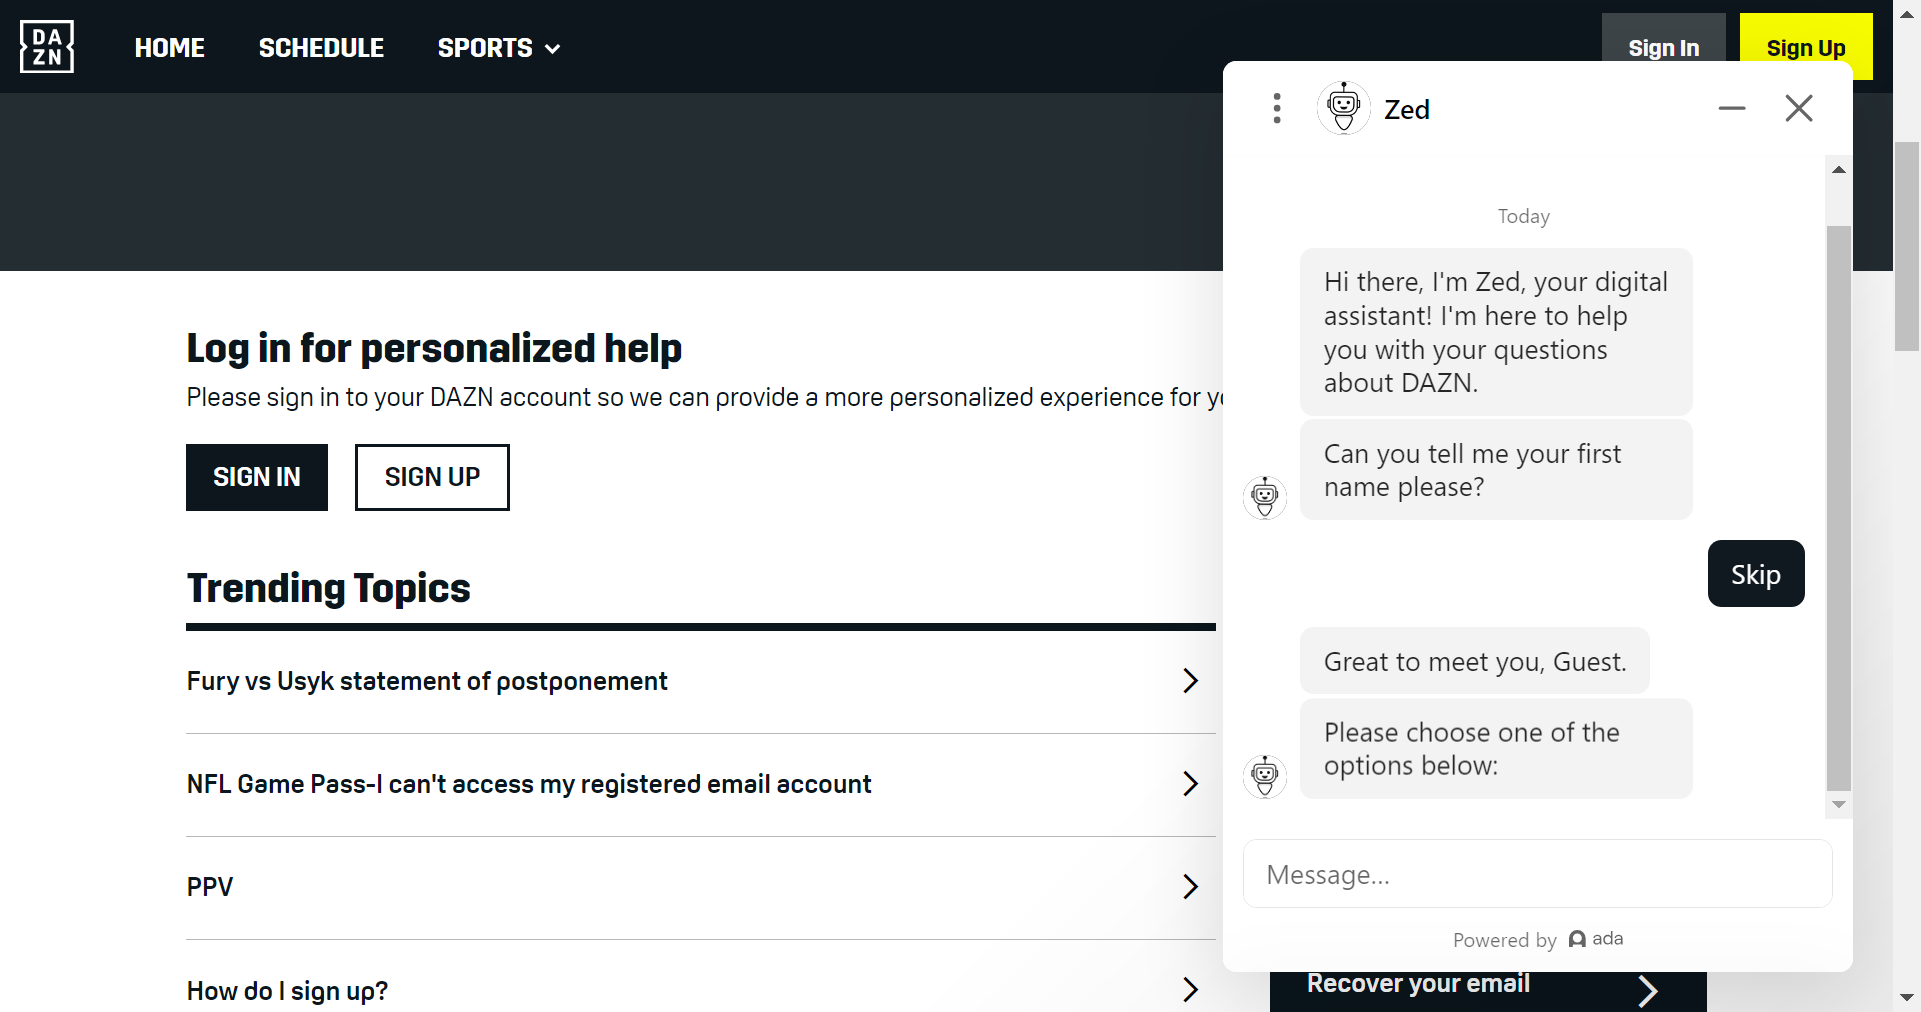 DA
ZN
HOME
SCHEDULE
SPORTS
Sign In
Sign Up
Log in for personalized help
Please sign in to your DAZN account so we can provide a more personalized experience for
SIGN IN
SIGN UP
Trending Topics
Fury vs Usyk statement of postponement
NFL Game Pass-I can't access my registered email account
PPV
How do I sign up?
Zed
Today
Hi there, I'm Zed, your digital
assistant! I'm here to help
you with your questions
about DAZN.
Can you tell me your first
name please?
Skip
Great to meet you, Guest.
Please choose one of the
options below:
Message...
Powered by ada
Recover your email